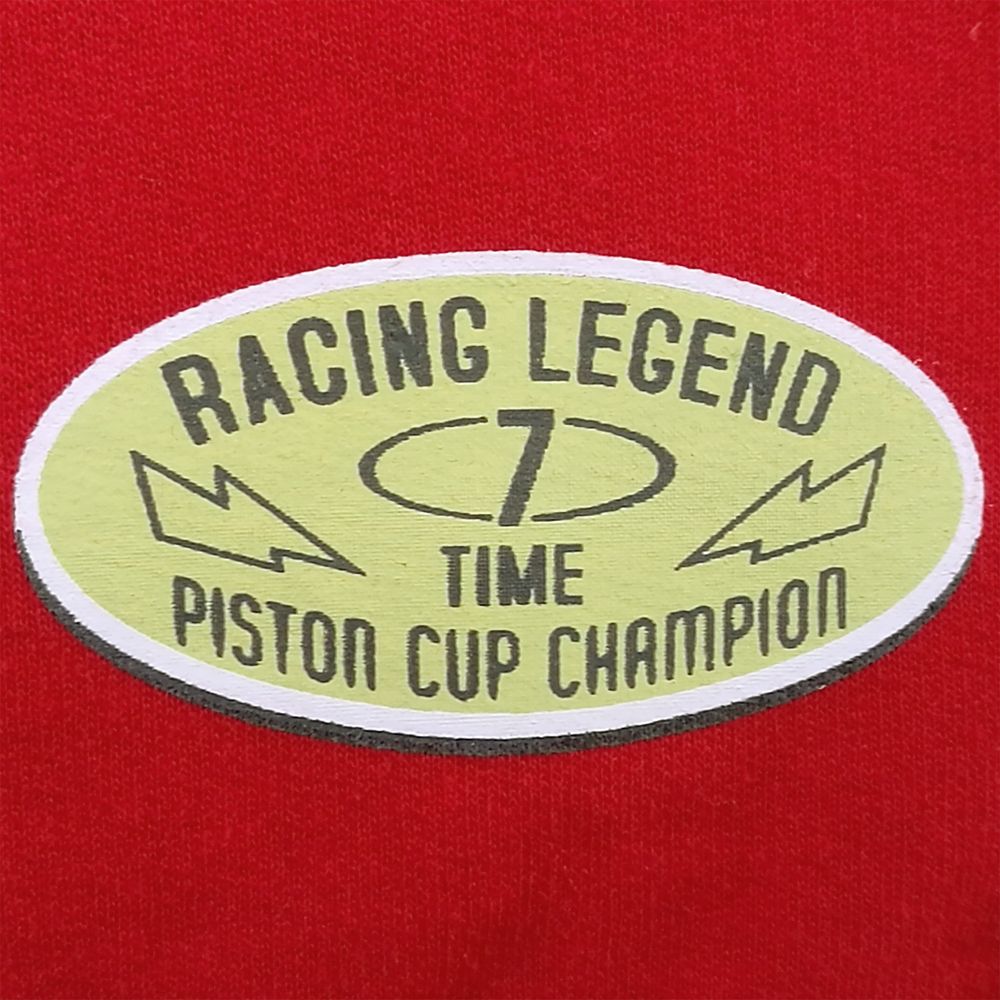 RACING LEGEND
7
TIME
PISTON CUP CHAMPION